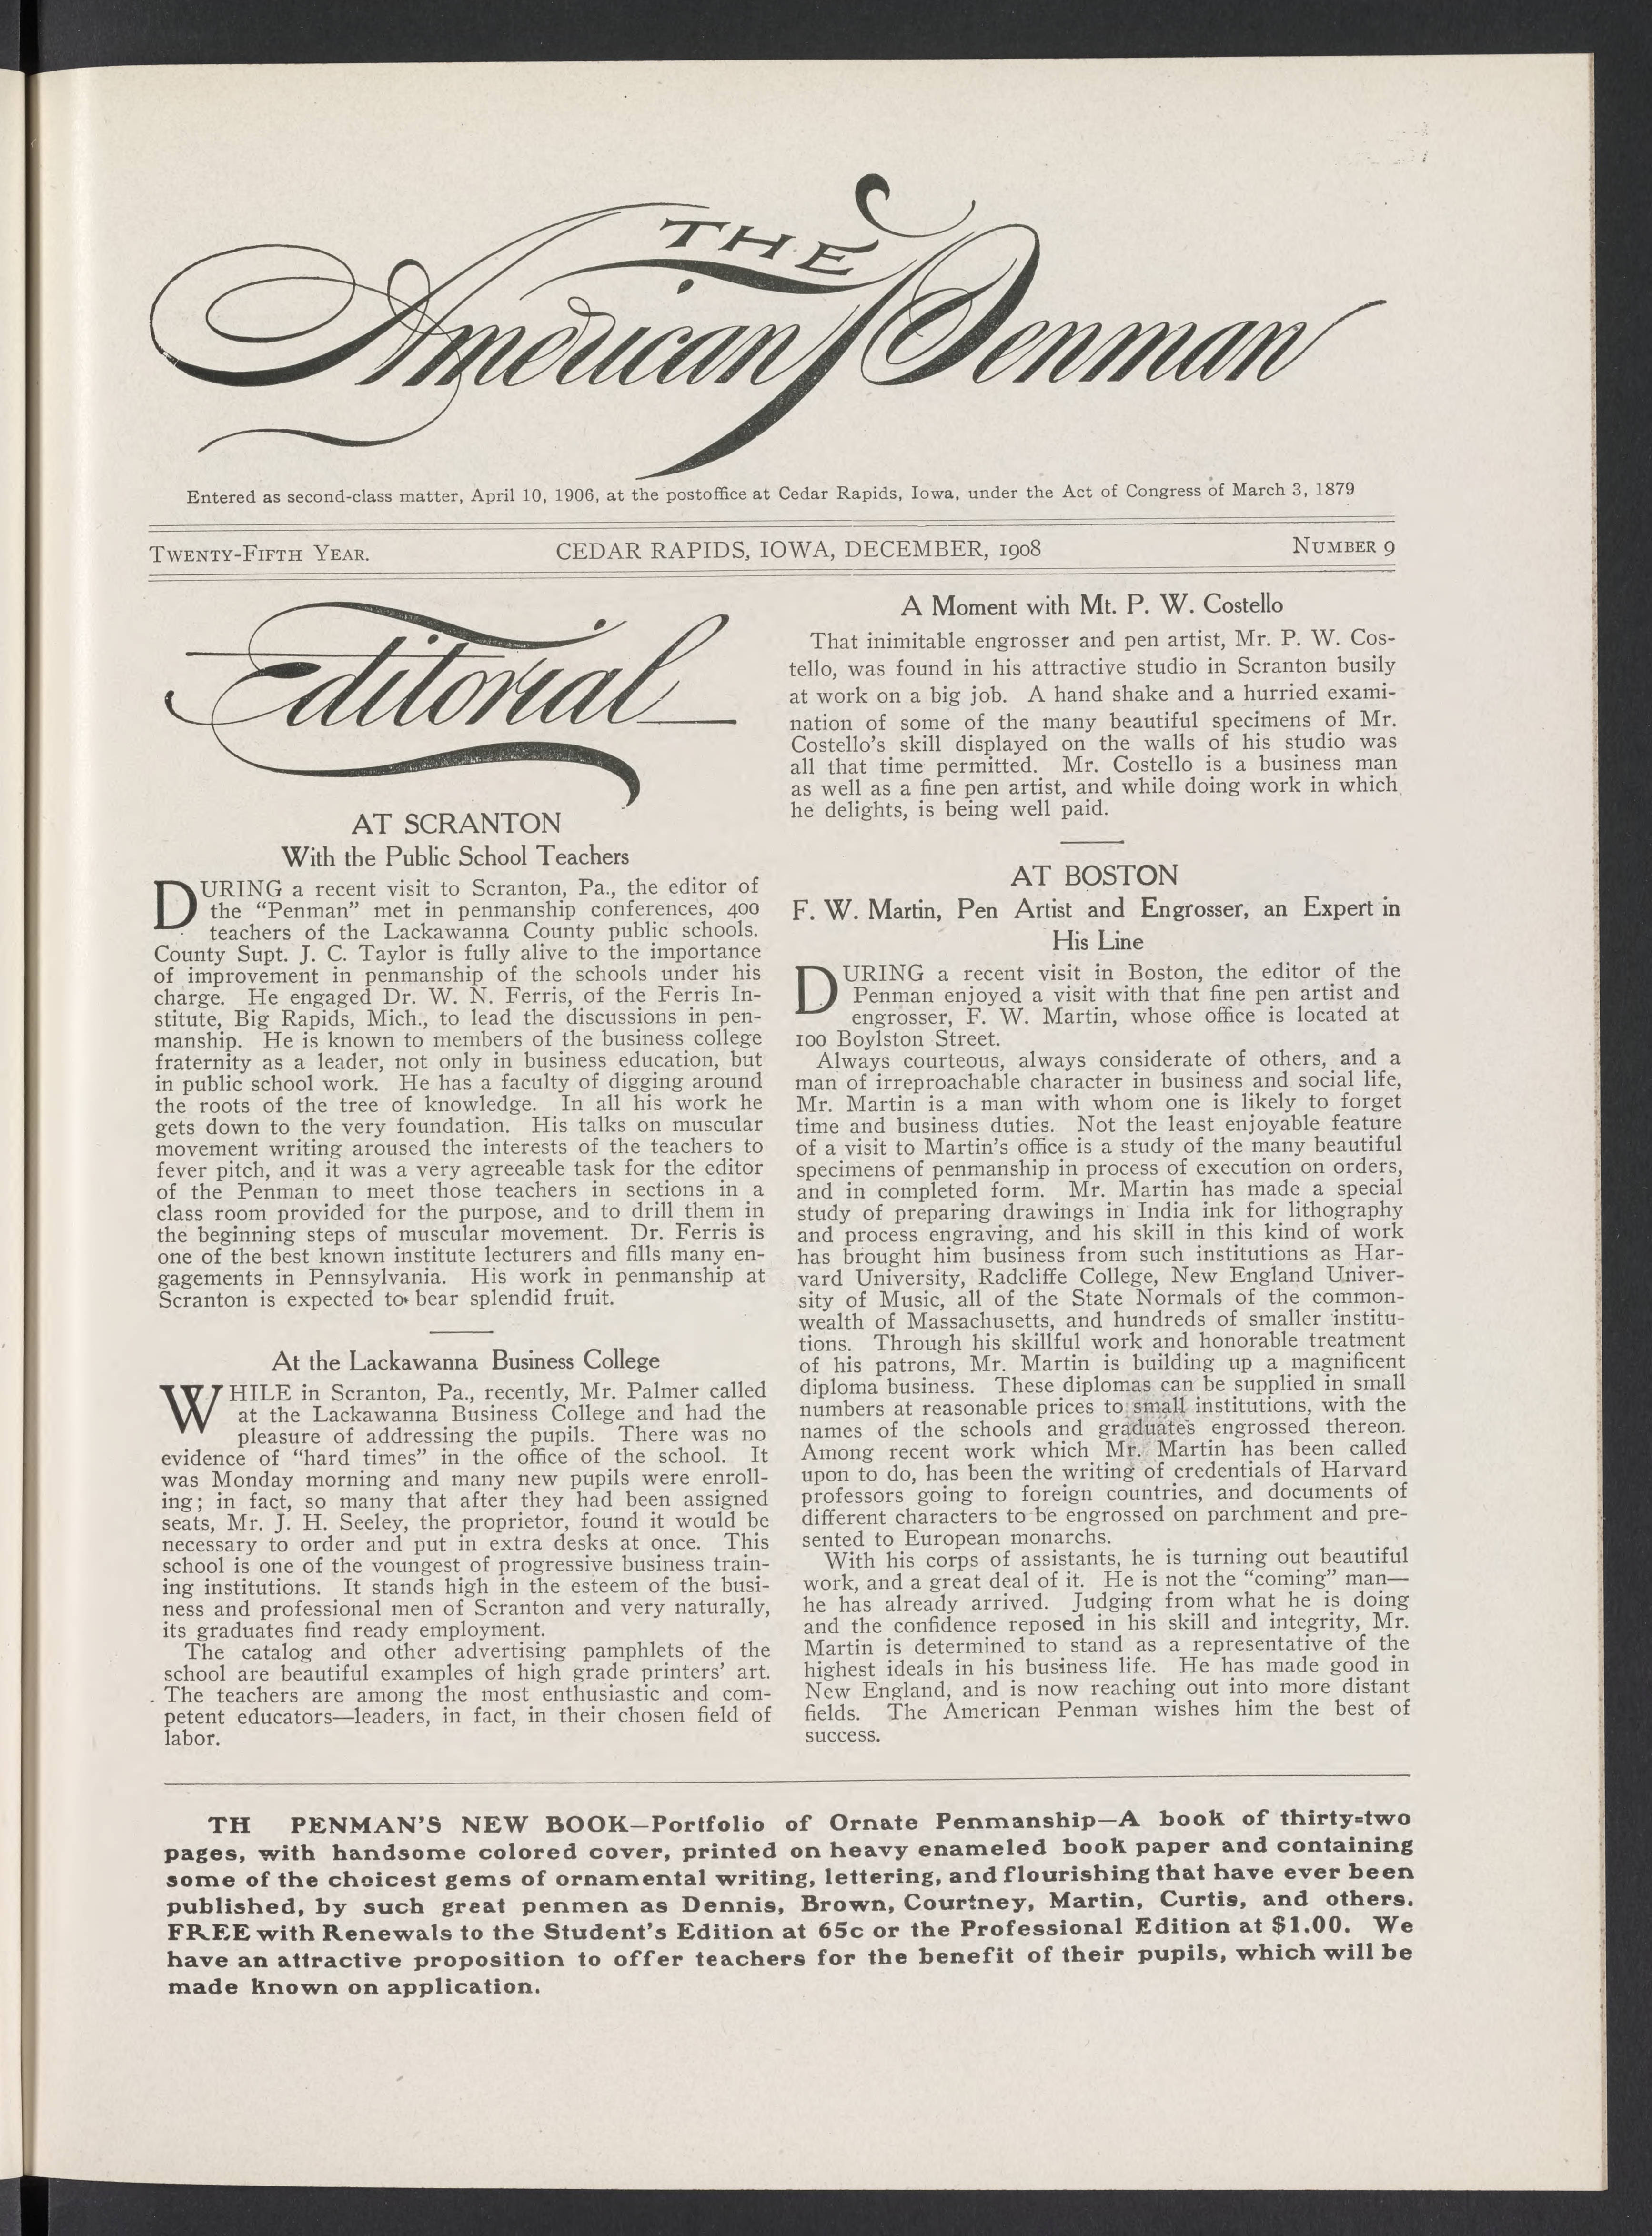 THE
American Penman
Entered as second-class matter, April 10, 1906, at the postoffice at Cedar Rapids, Iowa, under the Act of Congress of March 3, 1879
TWENTY-FIFTH YEAR. CEDAR RAPIDS, IOWA, DECEMBER, 1908 NUMBER 9
Editorial
AT SCRANTON
With the Public School Teachers
DURING a recent visit to Scranton, Pa., the editor of
the “Penman” met in penmanship conferences, 400
teachers of the Lackawanna County public schools.
County Supt. J. C. Taylor is fully alive to the importance
of improvement in penmanship of the schools under his
charge. He engaged Dr. W. N. Ferris, of the Ferris In-
stitute, Big Rapids, Mich., to lead the discussions in pen-
manship. He is known to members of the business college
fraternity as a leader, not only in business education, but
in public school work. He has a faculty of digging around
the roots of the tree of knowledge. In all his work he
gets down to the very foundation. His talks on muscular
movement writing aroused the interests of the teachers to
fever pitch, and it was a very agreeable task for the editor
of the Penman to meet those teachers in sections in a
class room provided for the purpose, and to drill them in
the beginning steps of muscular movement. Dr. Ferris is
one of the best known institute lecturers and fills many en-
gagements in Pennsylvania. His work in penmanship at
Scranton is expected to bear splendid fruit.
At the Lackawanna Business College
WHILE in Scranton, Pa., recently, Mr. Palmer called
at the Lackawanna Business College and had the
pleasure of addressing the pupils. There was no
evidence of “hard times” in the office of the school. It
was Monday morning and many new pupils were enroll-
ing; in fact, so many that after they had been assigned
seats, Mr. J. H. Seeley, the proprietor, found it would be
necessary to order and put in extra desks at once. This
school is one of the youngest of progressive business train-
ing institutions. It stands high in the esteem of the busi-
ness and professional men of Scranton and very naturally,
its graduates find ready employment.
The catalog and other advertising pamphlets of the
school are beautiful examples of high grade printers’ art.
The teachers are among the most enthusiastic and com-
petent educators—leaders, in fact, in their chosen field of
labor.
A Moment with Mt. P. W. Costello
That inimitable engrosser and pen artist, Mr. P. W. Cos-
tello, was found in his attractive studio in Scranton busily
at work on a big job. A hand shake and a hurried exami-
nation of some of the many beautiful specimens of Mr.
Costello’s skill displayed on the walls of his studio was
all that time permitted. Mr. Costello is a business man
as well as a fine pen artist, and while doing work in which
he delights, is being well paid.
AT BOSTON
F. W. Martin, Pen Artist and Engrosser, an Expert in
His Line
DURING a recent visit in Boston, the editor of the
Penman enjoyed a visit with that fine pen artist and
engrosser, F. W. Martin, whose office is located at
100 Boylston Street.
Always courteous, always considerate of others, and a
man of irreproachable character in business and social life,
Mr. Martin is a man with whom one is likely to forget
time and business duties. Not the least enjoyable feature
of a visit to Martin’s office is a study of the many beautiful
specimens of penmanship in process of execution on orders,
and in completed form. Mr. Martin has made a special
study of preparing drawings in India ink for lithography
and process engraving, and his skill in this kind of work
has brought him business from such institutions as Har-
vard University, Radcliffe College, New England Univer-
sity of Music, all of the State Normals of the common-
wealth of Massachusetts, and hundreds of smaller institu-
tions. Through his skillful work and honorable treatment
of his patrons, Mr. Martin is building up a magnificent
diploma business. These diplomas can be supplied in small
numbers at reasonable prices to small institutions, with the
names of the schools and graduates engrossed thereon.
Among recent work which Mr. Martin has been called
upon to do, has been the writing of credentials of Harvard
professors going to foreign countries, and documents of
different characters to be engrossed on parchment and pre-
sented to European monarchs.
With his corps of assistants, he is turning out beautiful
work, and a great deal of it. He is not the “coming” man—
he has already arrived. Judging from what he is doing
and the confidence reposed in his skill and integrity, Mr.
Martin is determined to stand as a representative of the
highest ideals in his business life. He has made good in
New England, and is now reaching out into more distant
fields. The American Penman wishes him the best of
success.
TH PENMAN’S NEW BOOK—Portfolio of Ornate Penmanship—A book of thirty=two
pages, with handsome colored cover, printed on heavy enameled book paper and containing
some of the choicest gems of ornamental writing, lettering, and flourishing that have ever been
published, by such great penmen as Dennis, Brown, Courtney, Martin, Curtis, and others.
FREE with Renewals to the Student’s Edition at 65c or the Professional Edition at $1.00. We
have an attractive proposition to offer teachers for the benefit of their pupils, which will be
made known on application.